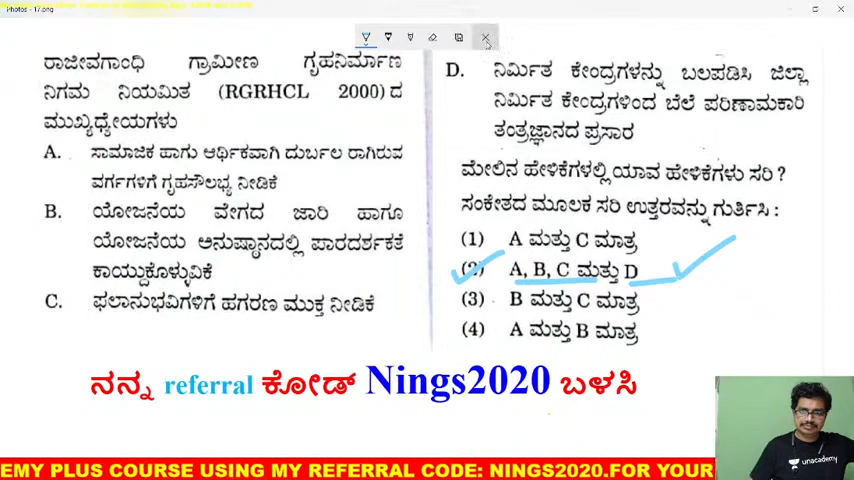 Photos - 17.png
ರಾಜೀವಗಾಂಧಿ ಗ್ರಾಮೀಣ ಗೃಹನಿರ್ಮಾಣ
ನಿಗಮ ನಿಯಮಿತ (RGRHCL 2000) ದ
ಮುಖ್ಯಧ್ಯೇಯಗಳು
A. ಸಾಮಾಜಿಕ ಹಾಗು ಆರ್ಥಿಕವಾಗಿ ದುರ್ಬಲ ರಾಗಿರುವ
ವರ್ಗಗಳಿಗೆ ಗೃಹಸೌಲಭ್ಯ ನೀಡಿಕೆ
B. ಯೋಜನೆಯ ವೇಗದ ಜಾರಿ ಹಾಗೂ
ಯೋಜನೆಯ ಅನುಷ್ಠಾನದಲ್ಲಿ ಪಾರದರ್ಶಕತೆ
ಕಾಯ್ದುಕೊಳ್ಳುವಿಕೆ
C. ಫಲಾನುಭವಿಗಳಿಗೆ ಹಗರಣ ಮುಕ್ತ ನೀಡಿಕೆ
D. ನಿರ್ಮಿತ ಕೇಂದ್ರಗಳನ್ನು ಬಲಪಡಿಸಿ ಜಿಲ್ಲಾ
ನಿರ್ಮಿತ ಕೇಂದ್ರಗಳಿಂದ ಬೆಲೆ ಪರಿಣಾಮಕಾರಿ
ತಂತ್ರಜ್ಞಾನದ ಪ್ರಸಾರ
ಮೇಲಿನ ಹೇಳಿಕೆಗಳಲ್ಲಿ ಯಾವ ಹೇಳಿಕೆಗಳು ಸರಿ ?
ಸಂಕೇತದ ಮೂಲಕ ಸರಿ ಉತ್ತರವನ್ನು ಗುರ್ತಿಸಿ :
(1) A ಮತ್ತು C ಮಾತ್ರ
(2) A, B, C ಮತ್ತು D
(3) B ಮತ್ತು C ಮಾತ್ರ
(4) A ಮತ್ತು B ಮಾತ್ರ
ನನ್ನ referral ಕೋಡ್ Nings2020 ಬಳಸಿ
unacademy
EMY PLUS COURSE USING MY REFERRAL CODE: NINGS2020.FOR YOUR